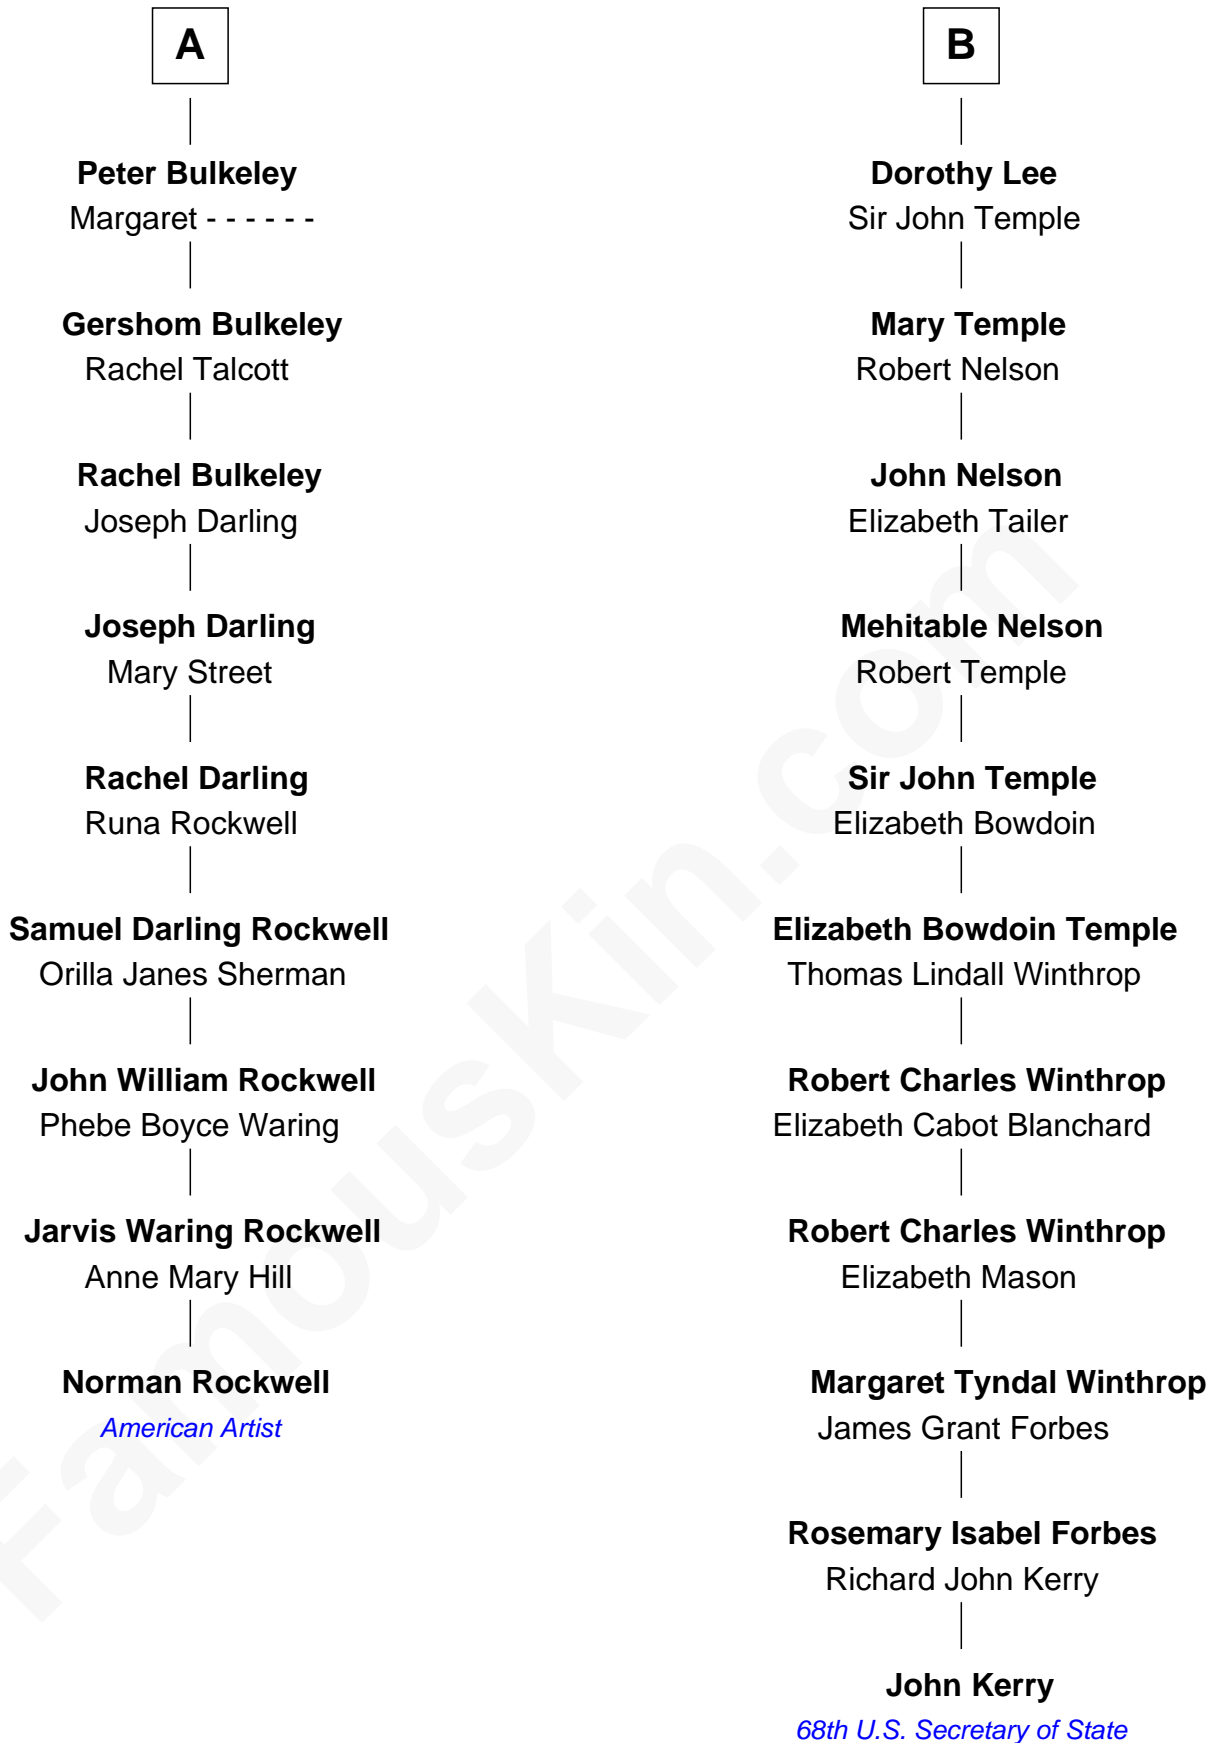 A
Peter Bulkeley
Margaret - - - - - -
Gershom Bulkeley
Rachel Talcott
Rachel Bulkeley
Joseph Darling
Joseph Darling
Mary Street
Rachel Darling
Runa Rockwell
Samuel Darling Rockwell
Orilla Janes Sherman
John William Rockwell
Phebe Boyce Waring
Jarvis Waring Rockwell
Anne Mary Hill
Norman Rockwell
American Artist
B
Dorothy Lee
Sir John Temple
Mary Temple
Robert Nelson
John Nelson
Elizabeth Tailer
Mehitable Nelson
Robert Temple
Sir John Temple
Elizabeth Bowdoin
Elizabeth Bowdoin Temple
Thomas Lindall Winthrop
Robert Charles Winthrop
Elizabeth Cabot Blanchard
Robert Charles Winthrop
Elizabeth Mason
Margaret Tyndal Winthrop
James Grant Forbes
Rosemary Isabel Forbes
Richard John Kerry
John Kerry
68th U.S. Secretary of State
FamousKin.com